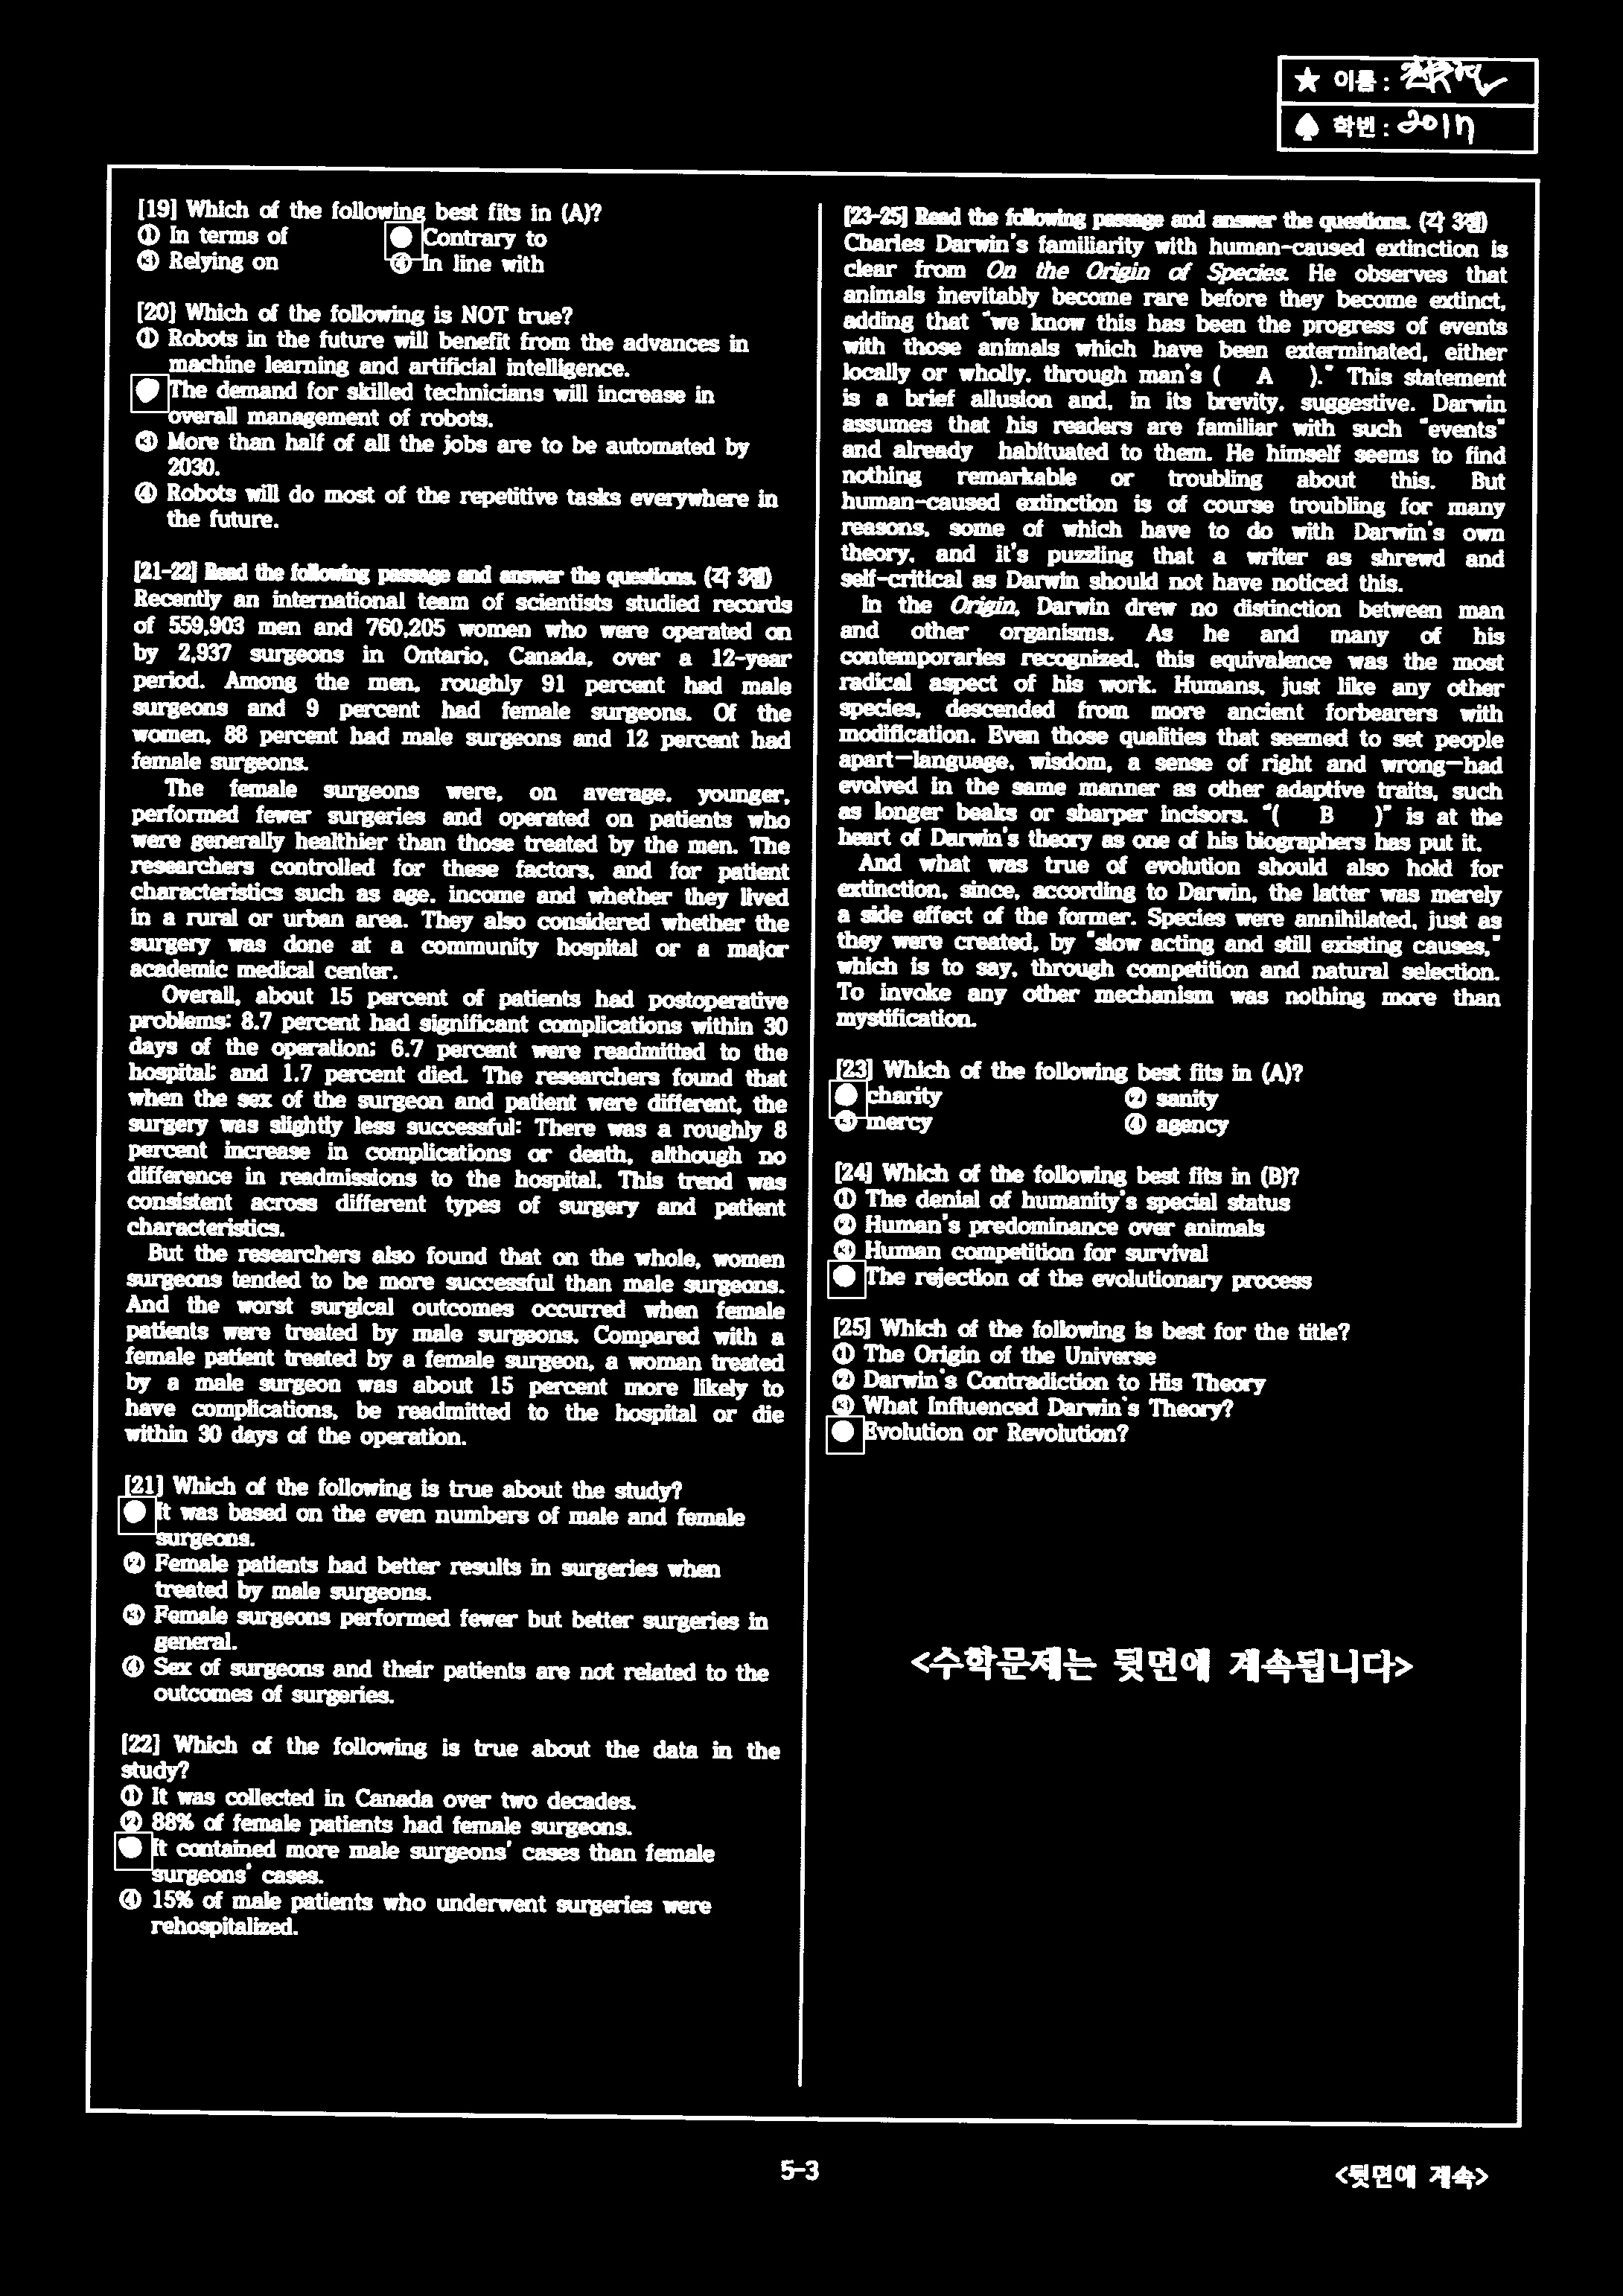 ★ 이름 :
♠ 학번 : 2017
[19] Which of the following best fits in (A)?
① In terms of ● Contrary to
③ Relying on ④ In line with
[20] Which of the following is NOT true?
① Robots in the future will benefit from the advances in
machine learning and artificial intelligence.
● The demand for skilled technicians will increase in
overall management of robots.
③ More than half of all the jobs are to be automated by
2030.
④ Robots will do most of the repetitive tasks everywhere in
the future.
[21-22] Read the following passage and answer the questions. (각 3점)
Recently an international team of scientists studied records
of 559,903 men and 760,205 women who were operated on
by 2,937 surgeons in Ontario, Canada, over a 12-year
period. Among the men, roughly 91 percent had male
surgeons and 9 percent had female surgeons. Of the
women, 88 percent had male surgeons and 12 percent had
female surgeons.
The female surgeons were, on average, younger,
performed fewer surgeries and operated on patients who
were generally healthier than those treated by the men. The
researchers controlled for these factors, and for patient
characteristics such as age, income and whether they lived
in a rural or urban area. They also considered whether the
surgery was done at a community hospital or a major
academic medical center.
Overall, about 15 percent of patients had postoperative
problems: 8.7 percent had significant complications within 30
days of the operation; 6.7 percent were readmitted to the
hospital; and 1.7 percent died. The researchers found that
when the sex of the surgeon and patient were different, the
surgery was slightly less successful: There was a roughly 8
percent increase in complications or death, although no
difference in readmissions to the hospital. This trend was
consistent across different types of surgery and patient
characteristics.
But the researchers also found that on the whole, women
surgeons tended to be more successful than male surgeons.
And the worst surgical outcomes occurred when female
patients were treated by male surgeons. Compared with a
female patient treated by a female surgeon, a woman treated
by a male surgeon was about 15 percent more likely to
have complications, be readmitted to the hospital or die
within 30 days of the operation.
[21] Which of the following is true about the study?
● It was based on the even numbers of male and female
surgeons.
② Female patients had better results in surgeries when
treated by male surgeons.
③ Female surgeons performed fewer but better surgeries in
general.
④ Sex of surgeons and their patients are not related to the
outcomes of surgeries.
[22] Which of the following is true about the data in the
study?
① It was collected in Canada over two decades.
② 88% of female patients had female surgeons.
● It contained more male surgeons' cases than female
surgeons' cases.
④ 15% of male patients who underwent surgeries were
rehospitalized.
[23-25] Read the following passage and answer the questions. (각 3점)
Charles Darwin's familiarity with human-caused extinction is
clear from On the Origin of Species. He observes that
animals inevitably become rare before they become extinct,
adding that "we know this has been the progress of events
with those animals which have been exterminated, either
locally or wholly, through man's ( A )." This statement
is a brief allusion and, in its brevity, suggestive. Darwin
assumes that his readers are familiar with such "events"
and already habituated to them. He himself seems to find
nothing remarkable or troubling about this. But
human-caused extinction is of course troubling for many
reasons, some of which have to do with Darwin's own
theory, and it's puzzling that a writer as shrewd and
self-critical as Darwin should not have noticed this.
In the Origin, Darwin drew no distinction between man
and other organisms. As he and many of his
contemporaries recognized, this equivalence was the most
radical aspect of his work. Humans, just like any other
species, descended from more ancient forbearers with
modification. Even those qualities that seemed to set people
apart—language, wisdom, a sense of right and wrong—had
evolved in the same manner as other adaptive traits, such
as longer beaks or sharper incisors. "( B )" is at the
heart of Darwin's theory as one of his biographers has put it.
And what was true of evolution should also hold for
extinction, since, according to Darwin, the latter was merely
a side effect of the former. Species were annihilated, just as
they were created, by "slow acting and still existing causes,"
which is to say, through competition and natural selection.
To invoke any other mechanism was nothing more than
mystification.
[23] Which of the following best fits in (A)?
● charity ② sanity
③ mercy ④ agency
[24] Which of the following best fits in (B)?
① The denial of humanity's special status
② Human's predominance over animals
③ Human competition for survival
● The rejection of the evolutionary process
[25] Which of the following is best for the title?
① The Origin of the Universe
② Darwin's Contradiction to His Theory
③ What Influenced Darwin's Theory?
● Evolution or Revolution?
<수학문제는 뒷면에 계속됩니다>
5-3
<뒷면에 계속>